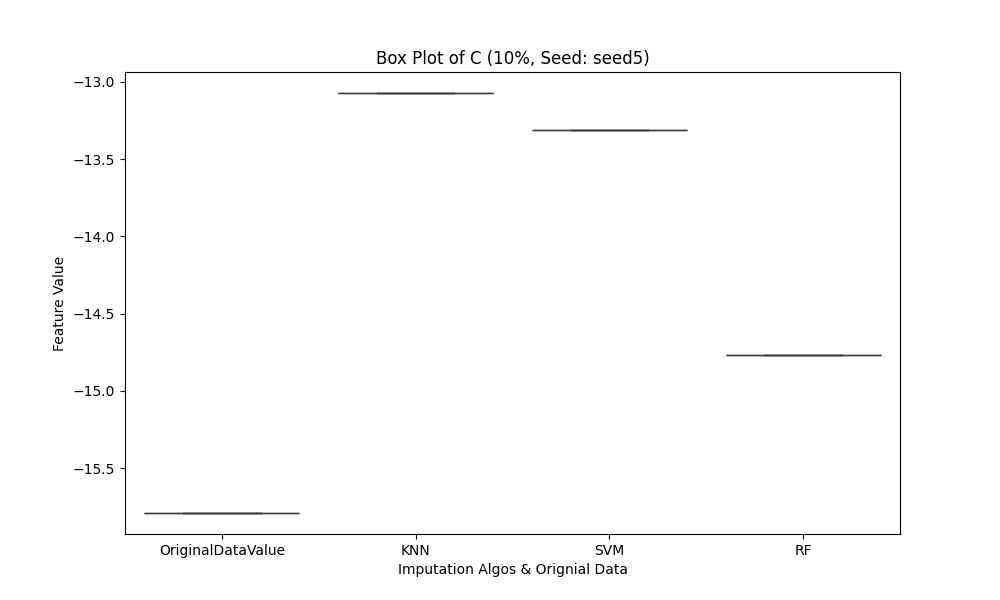 Box Plot of C (10%, Seed: seed5)
Feature Value
−13.0
−13.5
−14.0
−14.5
−15.0
−15.5
OriginalDataValue
KNN
SVM
RF
Imputation Algos & Orignial Data